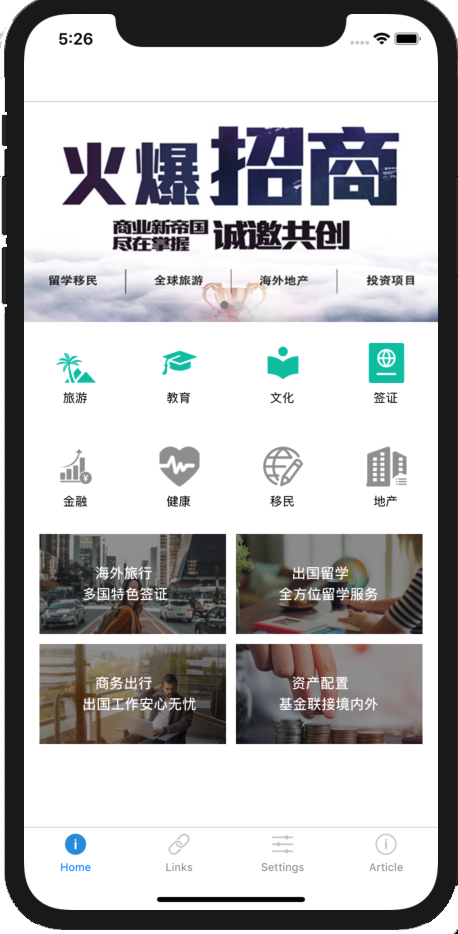 5:26
火爆招商
商业新帝国
尽在掌握
诚邀共创
留学移民 全球旅游 海外地产 投资项目
旅游 教育 文化 签证
金融 健康 移民 地产
海外旅行
多国特色签证
出国留学
全方位留学服务
商务出行
出国工作安心无忧
资产配置
基金联接境内外
Home Links Settings Article